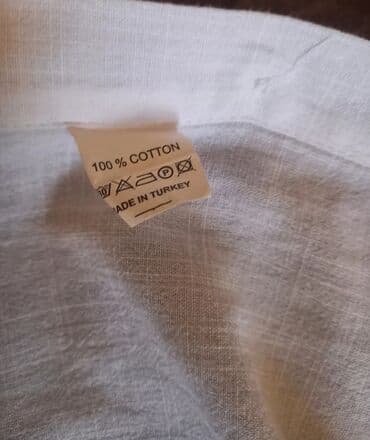 100 % COTTON
P
MADE IN TURKEY